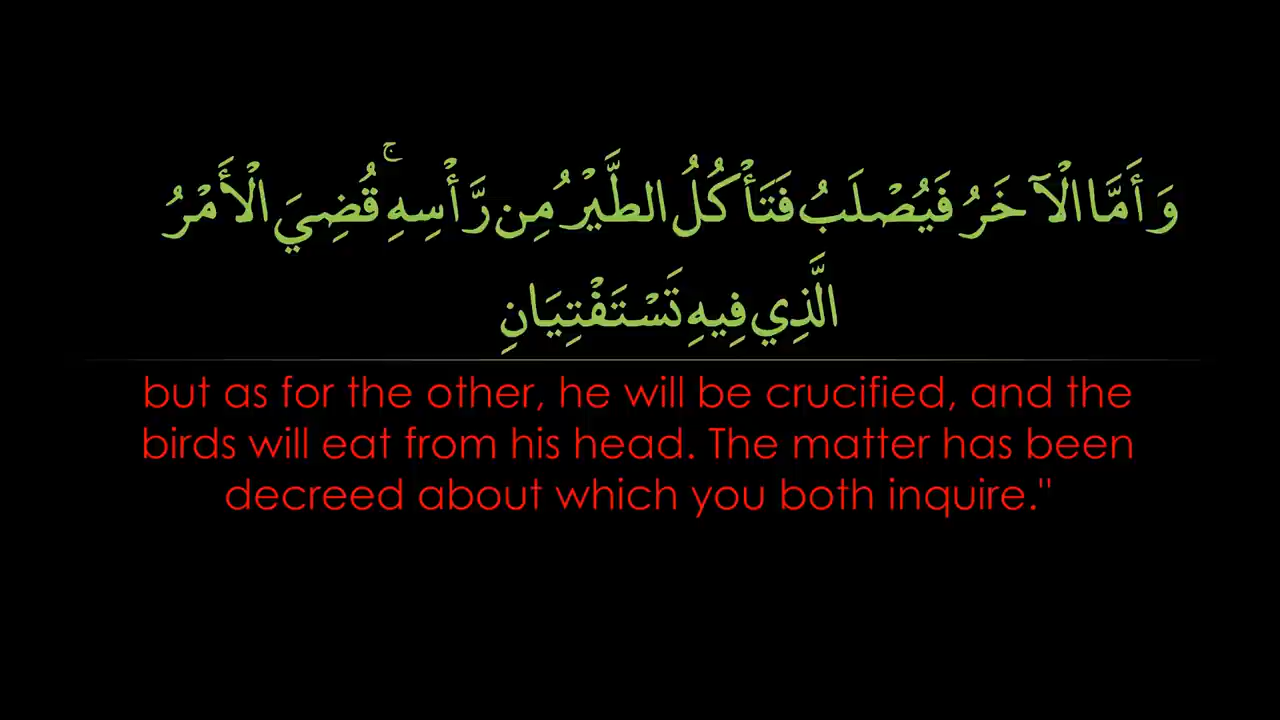 وَأَمَّا الْآخَرُ فَيُصْلَبُ فَتَأْكُلُ الطَّيْرُ مِن رَّأْسِهِ ۚ قُضِيَ الْأَمْرُ
الَّذِي فِيهِ تَسْتَفْتِيَانِ
but as for the other, he will be crucified, and the
birds will eat from his head. The matter has been
decreed about which you both inquire."